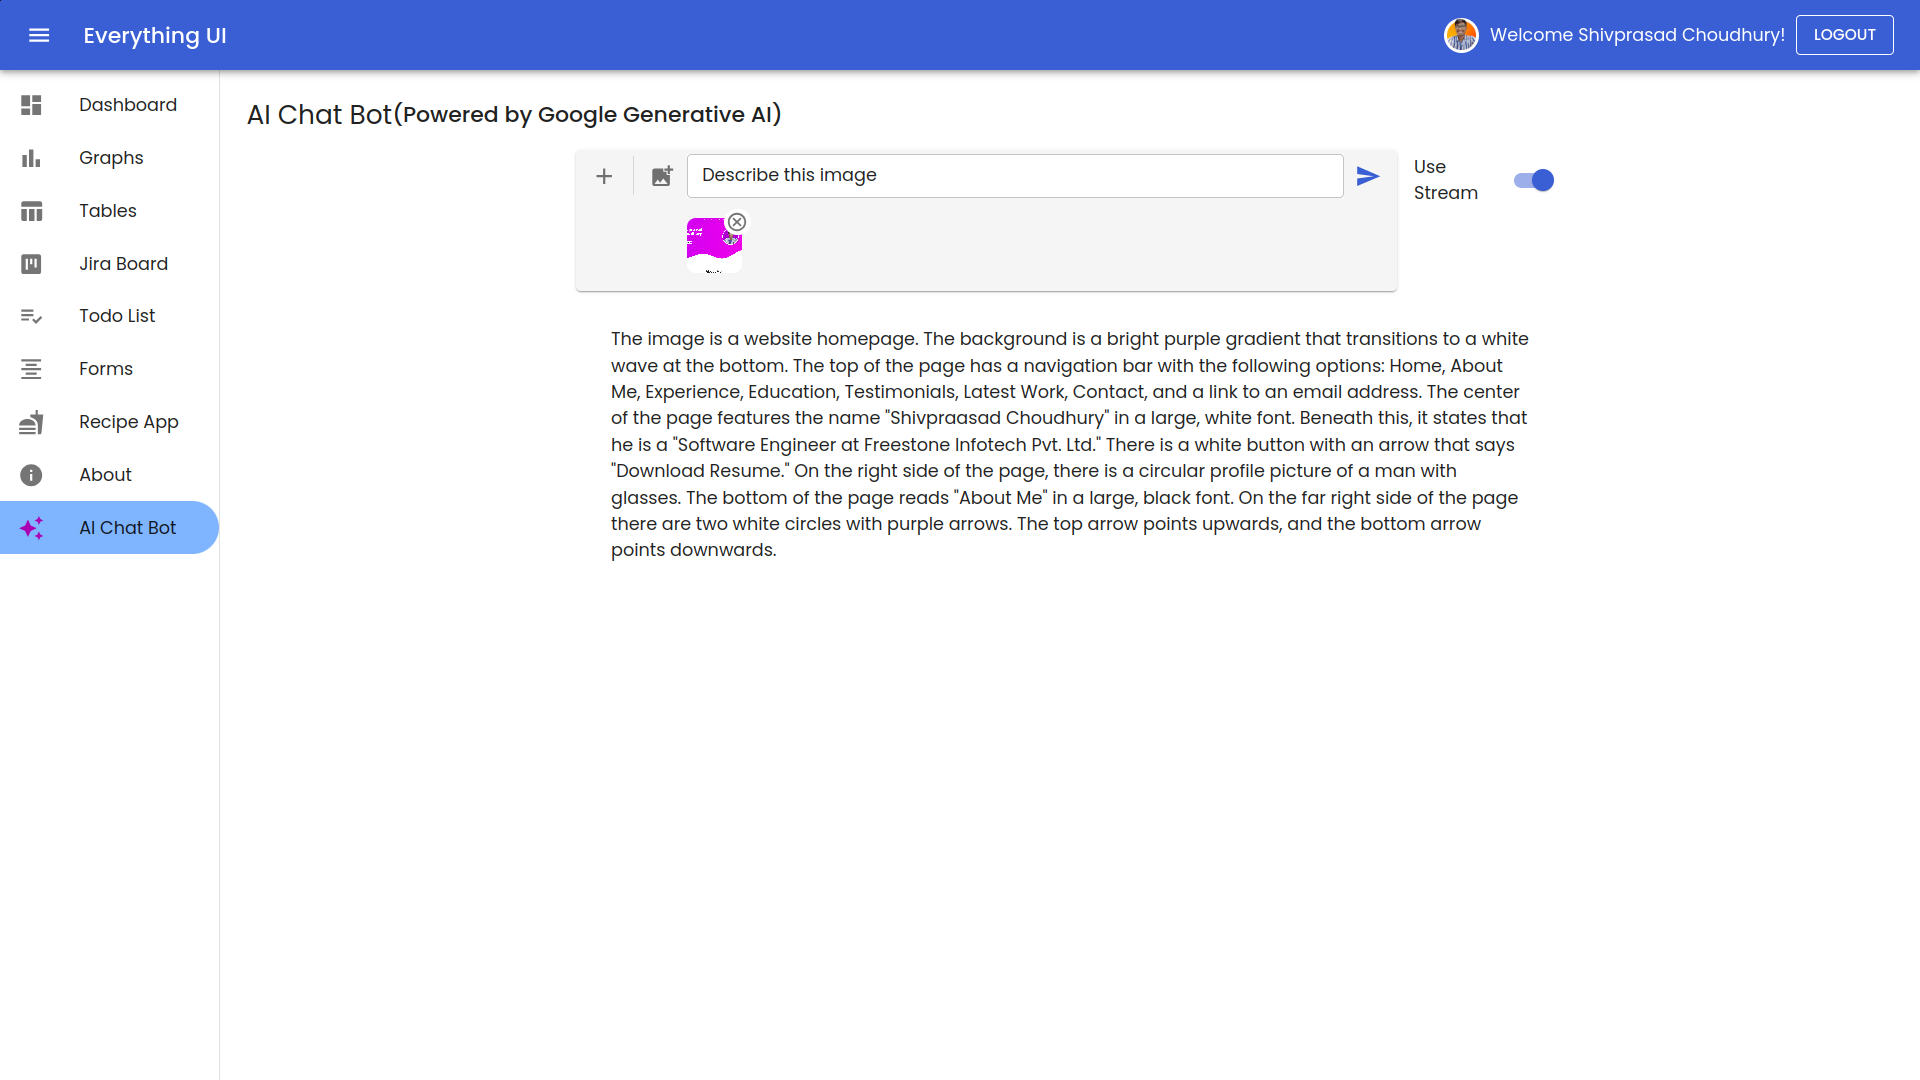 Everything UI
Welcome Shivprasad Choudhury!
LOGOUT
Dashboard
Graphs
Tables
Jira Board
Todo List
Forms
Recipe App
About
AI Chat Bot
AI Chat Bot(Powered by Google Generative AI)
Describe this image
Use
Stream
The image is a website homepage. The background is a bright purple gradient that transitions to a white
wave at the bottom. The top of the page has a navigation bar with the following options: Home, About
Me, Experience, Education, Testimonials, Latest Work, Contact, and a link to an email address. The center
of the page features the name "Shivpraasad Choudhury" in a large, white font. Beneath this, it states that
he is a "Software Engineer at Freestone Infotech Pvt. Ltd." There is a white button with an arrow that says
"Download Resume." On the right side of the page, there is a circular profile picture of a man with
glasses. The bottom of the page reads "About Me" in a large, black font. On the far right side of the page
there are two white circles with purple arrows. The top arrow points upwards, and the bottom arrow
points downwards.